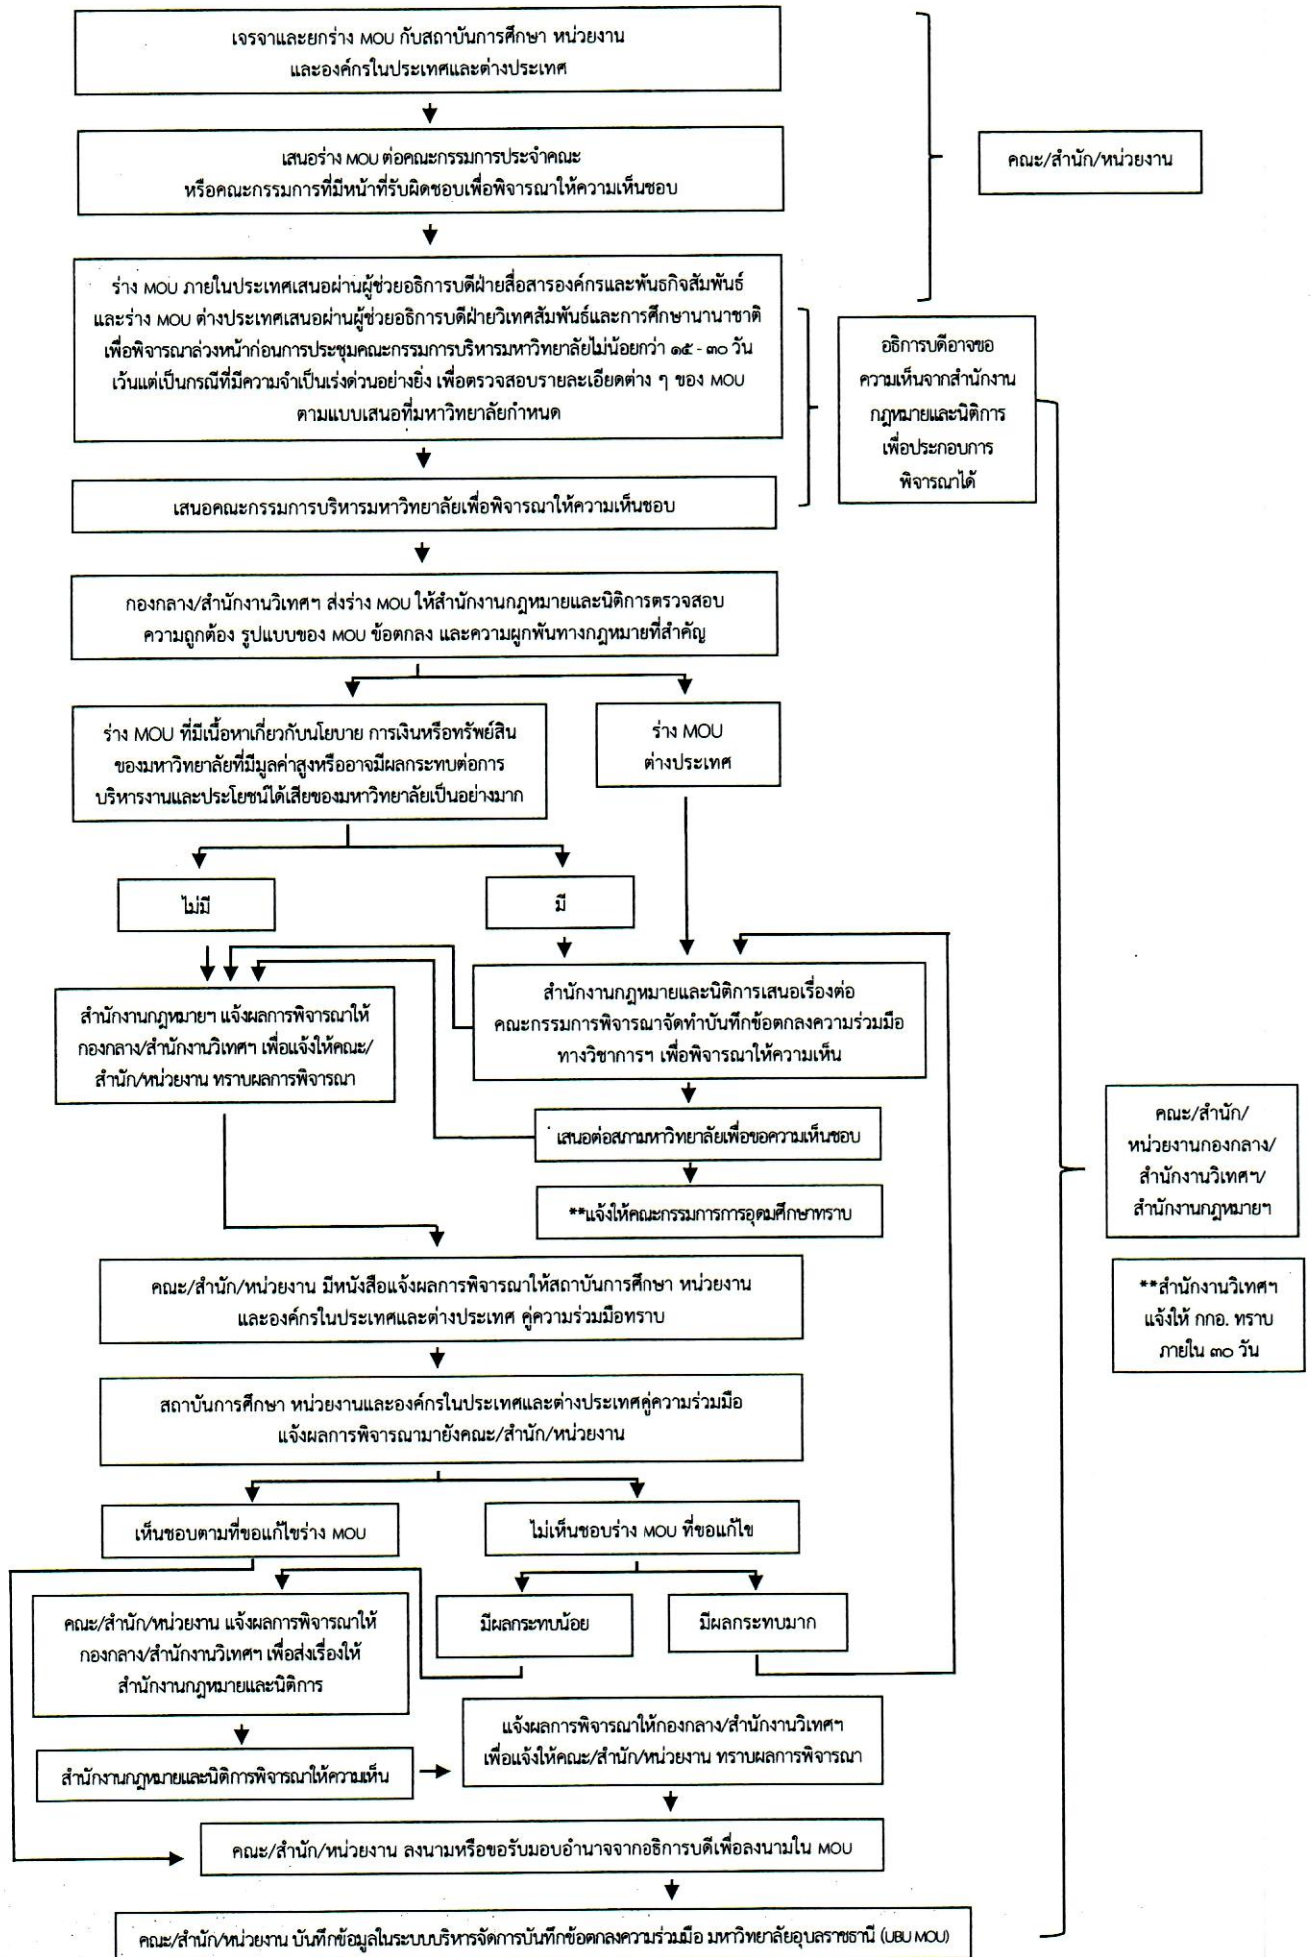 เจรจาและยกร่าง MOU กับสถาบันการศึกษา หน่วยงาน
และองค์กรในประเทศและต่างประเทศ
เสนอร่าง MOU ต่อคณะกรรมการประจำคณะ
หรือคณะกรรมการที่มีหน้าที่รับผิดชอบเพื่อพิจารณาให้ความเห็นชอบ
คณะ/สำนัก/หน่วยงาน
ร่าง MOU ภายในประเทศเสนอผ่านผู้ช่วยอธิการบดีฝ่ายสื่อสารองค์กรและพันธกิจสัมพันธ์
และร่าง MOU ต่างประเทศเสนอผ่านผู้ช่วยอธิการบดีฝ่ายวิเทศสัมพันธ์และการศึกษานานาชาติ
เพื่อพิจารณาล่วงหน้าก่อนการประชุมคณะกรรมการบริหารมหาวิทยาลัยไม่น้อยกว่า ๑๕ - ๓๐ วัน
เว้นแต่เป็นกรณีที่มีความจำเป็นเร่งด่วนอย่างยิ่ง เพื่อตรวจสอบรายละเอียดต่าง ๆ ของ MOU
ตามแบบเสนอที่มหาวิทยาลัยกำหนด
อธิการบดีอาจขอ
ความเห็นจากสำนักงาน
กฎหมายและนิติการ
เพื่อประกอบการ
พิจารณาได้
เสนอคณะกรรมการบริหารมหาวิทยาลัยเพื่อพิจารณาให้ความเห็นชอบ
กองกลาง/สำนักงานวิเทศฯ ส่งร่าง MOU ให้สำนักงานกฎหมายและนิติการตรวจสอบ
ความถูกต้อง รูปแบบของ MOU ข้อตกลง และความผูกพันทางกฎหมายที่สำคัญ
ร่าง MOU ที่มีเนื้อหาเกี่ยวกับนโยบาย การเงินหรือทรัพย์สิน
ของมหาวิทยาลัยที่มีมูลค่าสูงหรืออาจมีผลกระทบต่อการ
บริหารงานและประโยชน์ได้เสียของมหาวิทยาลัยเป็นอย่างมาก
ร่าง MOU
ต่างประเทศ
ไม่มี
มี
สำนักงานกฎหมายฯ แจ้งผลการพิจารณาให้
กองกลาง/สำนักงานวิเทศฯ เพื่อแจ้งให้คณะ/
สำนัก/หน่วยงาน ทราบผลการพิจารณา
สำนักงานกฎหมายและนิติการเสนอเรื่องต่อ
คณะกรรมการพิจารณาจัดทำบันทึกข้อตกลงความร่วมมือ
ทางวิชาการฯ เพื่อพิจารณาให้ความเห็น
เสนอต่อสภามหาวิทยาลัยเพื่อขอความเห็นชอบ
**แจ้งให้คณะกรรมการการอุดมศึกษาทราบ
คณะ/สำนัก/
หน่วยงานกองกลาง/
สำนักงานวิเทศฯ/
สำนักงานกฎหมายฯ
**สำนักงานวิเทศฯ
แจ้งให้ กกอ. ทราบ
ภายใน ๓๐ วัน
คณะ/สำนัก/หน่วยงาน มีหนังสือแจ้งผลการพิจารณาให้สถาบันการศึกษา หน่วยงาน
และองค์กรในประเทศและต่างประเทศ คู่ความร่วมมือทราบ
สถาบันการศึกษา หน่วยงานและองค์กรในประเทศและต่างประเทศคู่ความร่วมมือ
แจ้งผลการพิจารณามายังคณะ/สำนัก/หน่วยงาน
เห็นชอบตามที่ขอแก้ไขร่าง MOU
ไม่เห็นชอบร่าง MOU ที่ขอแก้ไข
คณะ/สำนัก/หน่วยงาน แจ้งผลการพิจารณาให้
กองกลาง/สำนักงานวิเทศฯ เพื่อส่งเรื่องให้
สำนักงานกฎหมายและนิติการ
มีผลกระทบน้อย
มีผลกระทบมาก
สำนักงานกฎหมายและนิติการพิจารณาให้ความเห็น
แจ้งผลการพิจารณาให้กองกลาง/สำนักงานวิเทศฯ
เพื่อแจ้งให้คณะ/สำนัก/หน่วยงาน ทราบผลการพิจารณา
คณะ/สำนัก/หน่วยงาน ลงนามหรือขอรับมอบอำนาจจากอธิการบดีเพื่อลงนามใน MOU
คณะ/สำนัก/หน่วยงาน บันทึกข้อมูลในระบบบริหารจัดการบันทึกข้อตกลงความร่วมมือ มหาวิทยาลัยอุบลราชธานี (UBU MOU)